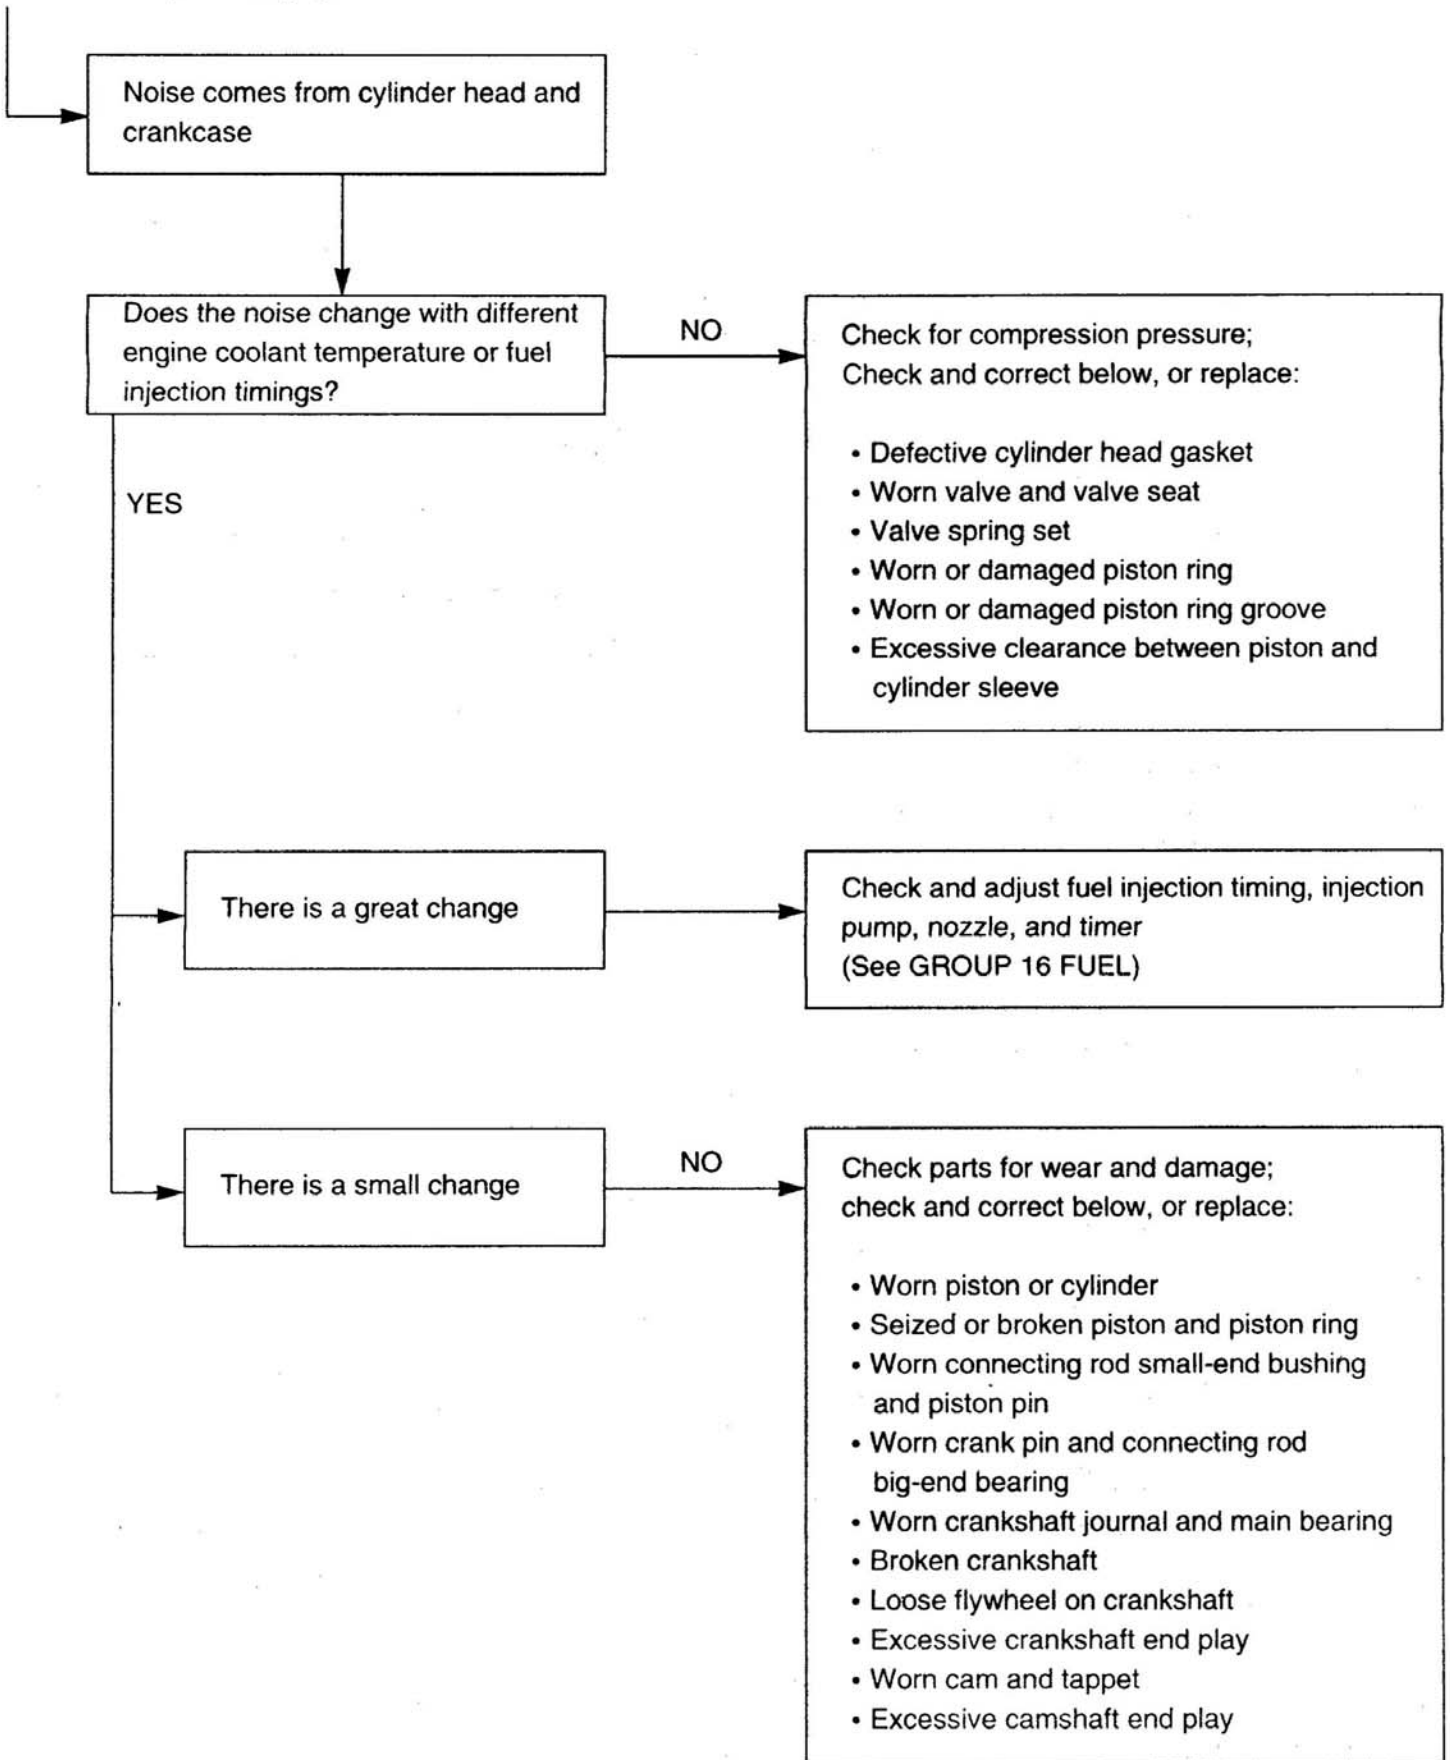 Noise comes from cylinder head and
crankcase
Does the noise change with different
engine coolant temperature or fuel
injection timings?
NO
Check for compression pressure;
Check and correct below, or replace:
• Defective cylinder head gasket
• Worn valve and valve seat
• Valve spring set
• Worn or damaged piston ring
• Worn or damaged piston ring groove
• Excessive clearance between piston and
cylinder sleeve
YES
There is a great change
Check and adjust fuel injection timing, injection
pump, nozzle, and timer
(See GROUP 16 FUEL)
There is a small change
NO
Check parts for wear and damage;
check and correct below, or replace:
• Worn piston or cylinder
• Seized or broken piston and piston ring
• Worn connecting rod small-end bushing
and piston pin
• Worn crank pin and connecting rod
big-end bearing
• Worn crankshaft journal and main bearing
• Broken crankshaft
• Loose flywheel on crankshaft
• Excessive crankshaft end play
• Worn cam and tappet
• Excessive camshaft end play